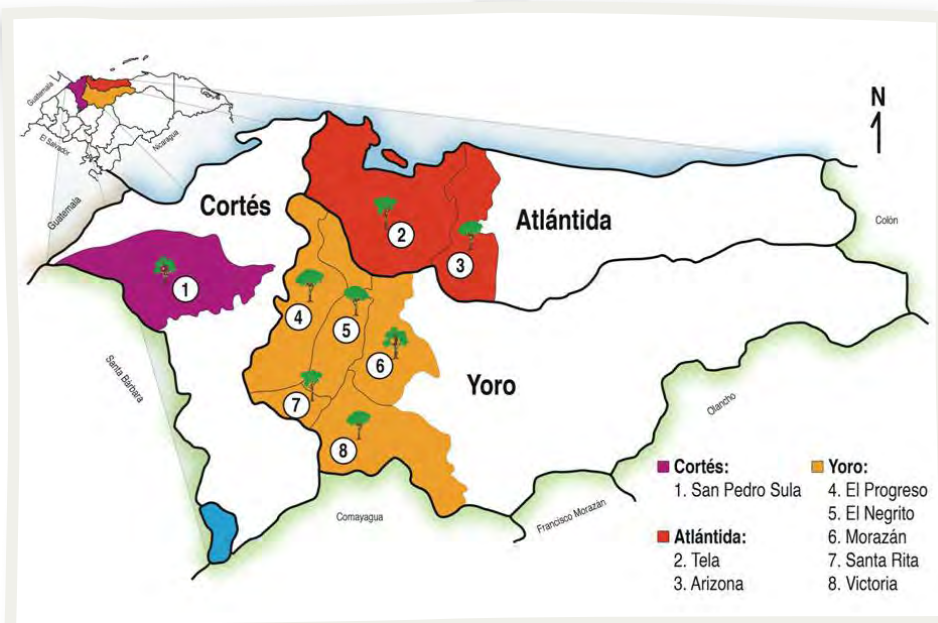 Guatemala
El Salvador
Nicaragua
N
Guatemala
Cortés
Atlántida
Colón
1
2
3
4
5
6
7
8
Yoro
Santa Bárbara
Olancho
Comayagua
Francisco Morazán
Cortés:
1. San Pedro Sula
Atlántida:
2. Tela
3. Arizona
Yoro:
4. El Progreso
5. El Negrito
6. Morazán
7. Santa Rita
8. Victoria